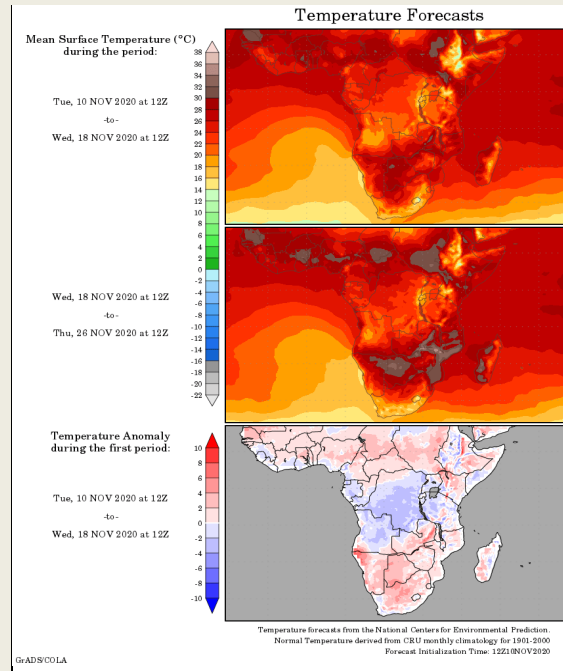 Temperature Forecasts
Mean Surface Temperature (°C)
during the period:
Tue, 10 NOV 2020 at 12Z
-to-
Wed, 18 NOV 2020 at 12Z
38
36
34
32
30
28
26
24
22
20
18
16
14
12
10
8
6
4
2
0
-2
-4
-6
-8
-10
-12
-14
-16
-18
-20
-22
Wed, 18 NOV 2020 at 12Z
-to-
Thu, 26 NOV 2020 at 12Z
Temperature Anomaly
during the first period:
Tue, 10 NOV 2020 at 12Z
-to-
Wed, 18 NOV 2020 at 12Z
10
8
6
4
2
0
-2
-4
-6
-8
-10
Temperature forecasts from the National Centers for Environmental Prediction.
Normal Temperature derived from CRU monthly climatology for 1901-2000
Forecast Initialization Time: 12Z10NOV2020
GrADS/COLA